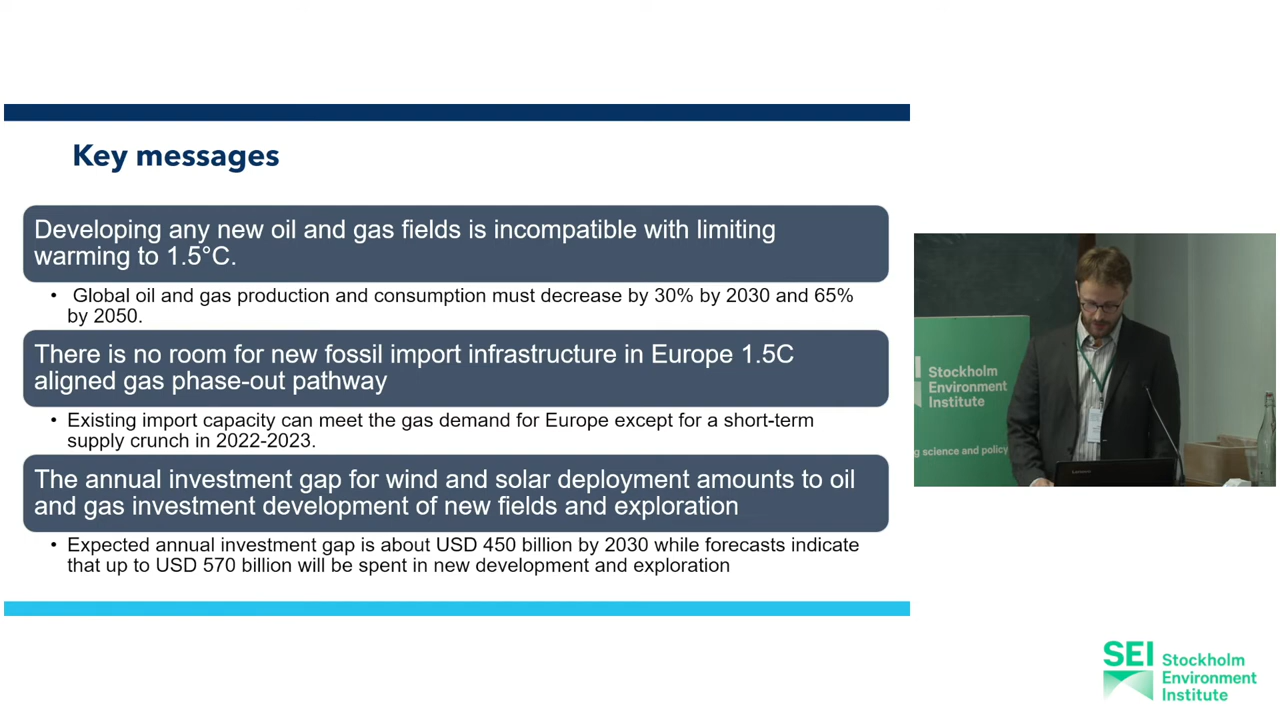 Key messages
Developing any new oil and gas fields is incompatible with limiting
warming to 1.5°C.
• Global oil and gas production and consumption must decrease by 30% by 2030 and 65%
by 2050.
There is no room for new fossil import infrastructure in Europe 1.5C
aligned gas phase-out pathway
• Existing import capacity can meet the gas demand for Europe except for a short-term
supply crunch in 2022-2023.
The annual investment gap for wind and solar deployment amounts to oil
and gas investment development of new fields and exploration
• Expected annual investment gap is about USD 450 billion by 2030 while forecasts indicate
that up to USD 570 billion will be spent in new development and exploration
Stockholm
Environment
Institute
g science and policy
Lenovo
SEI
Stockholm
Environment
Institute